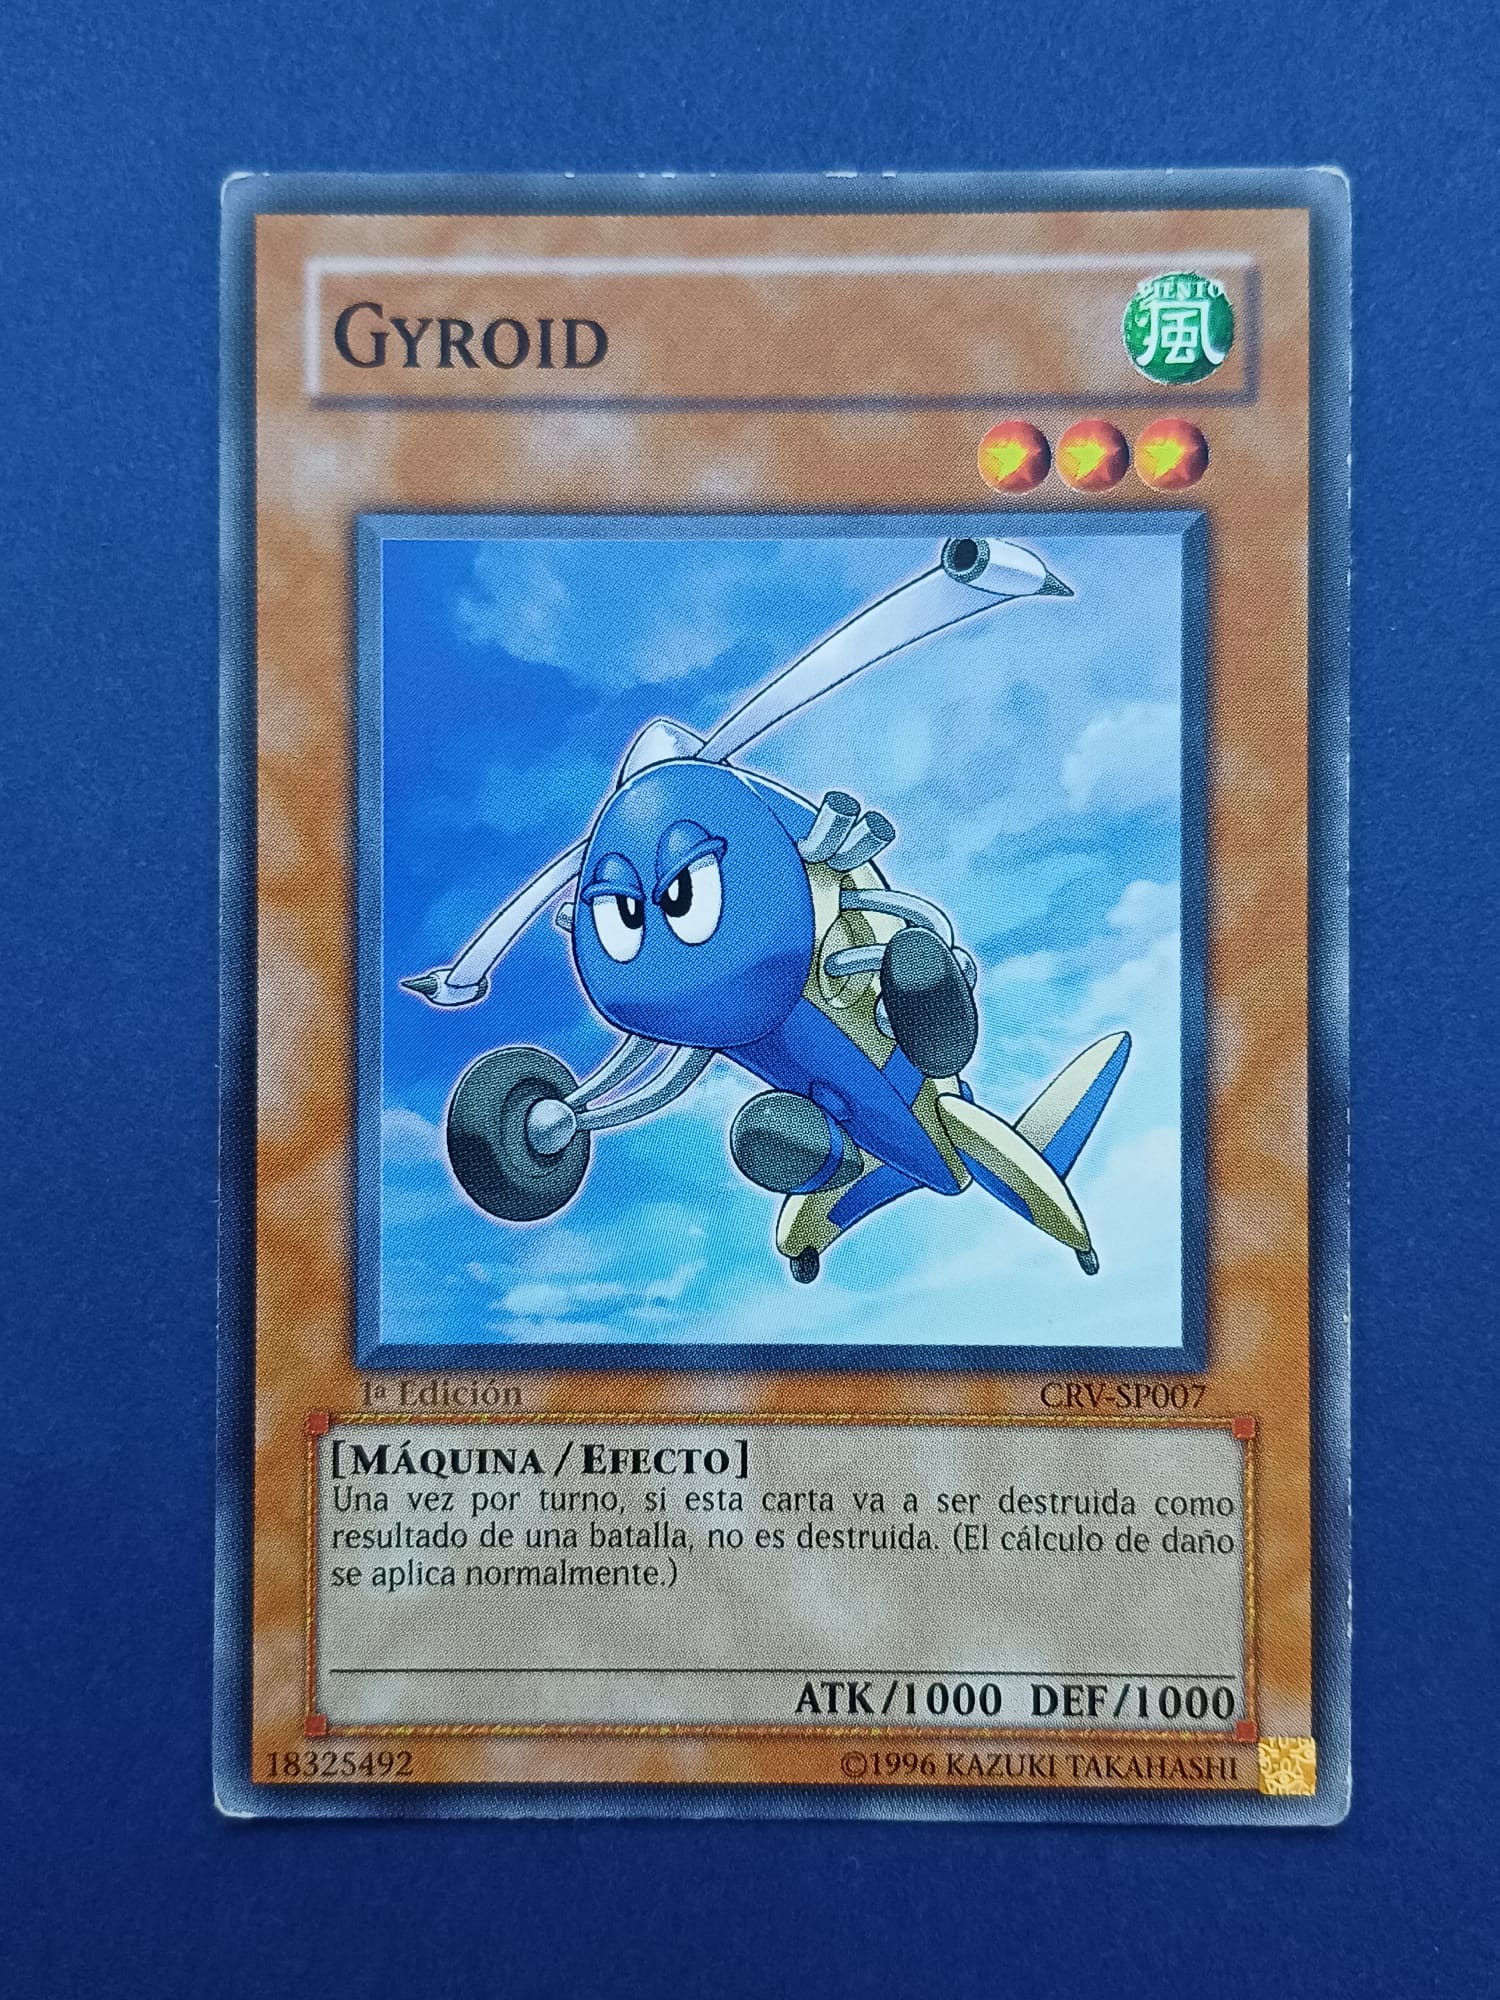 GYROID
VIENTO
風
1ª Edición
CRV-SP007
[MÁQUINA/EFECTO]
Una vez por turno, si esta carta va a ser destruida como
resultado de una batalla, no es destruida. (El cálculo de daño
se aplica normalmente.)
ATK/1000 DEF/1000
18325492
©1996 KAZUKI TAKAHASHI